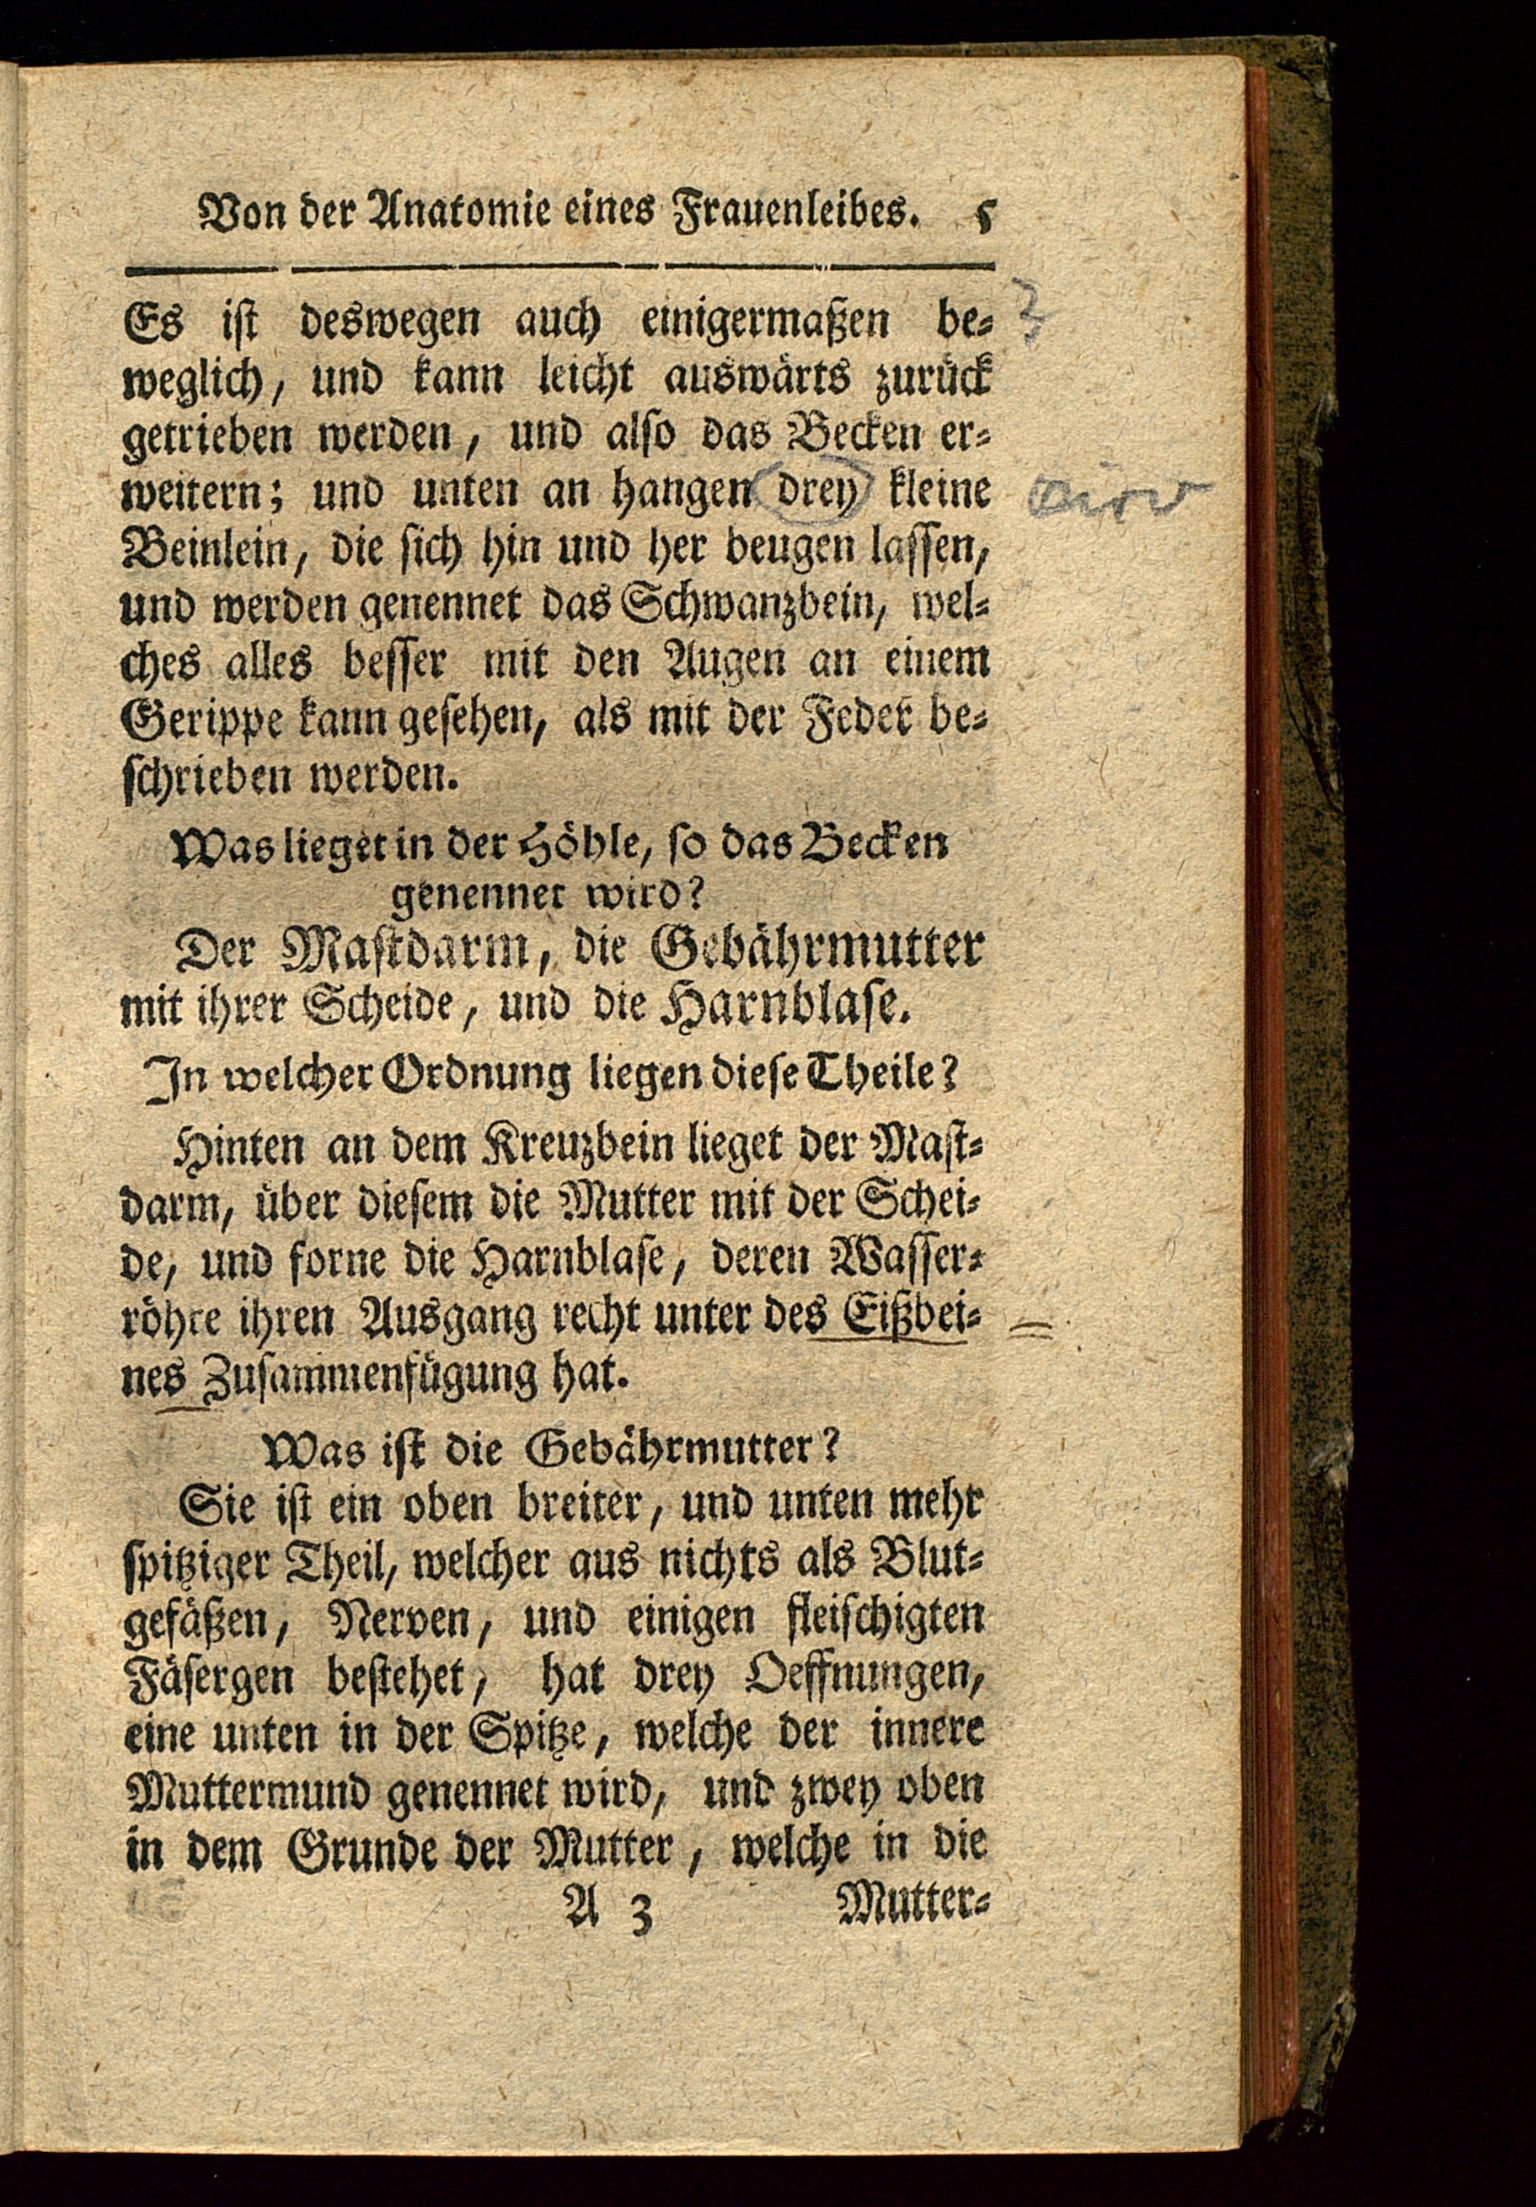 Von der Anatomie eines Frauenleibes. 5
Es ist deswegen auch einigermaßen be-
weglich, und kann leicht auswärts zurück
getrieben werden, und also das Becken er-
weitern; und unten an hangen drey kleine
Beinlein, die sich hin und her beugen lassen,
und werden genennet das Schwanzbein, wel-
ches alles besser mit den Augen an einem
Gerippe kann gesehen, als mit der Feder be-
schrieben werden.
Was lieget in der Höhle, so das Becken
genennet wird?
Der Mastdarm, die Gebährmutter
mit ihrer Scheide, und die Harnblase.
In welcher Ordnung liegen diese Theile?
Hinten an dem Kreuzbein lieget der Mast-
darm, über diesem die Mutter mit der Schei-
de, und forne die Harnblase, deren Wasser-
röhre ihren Ausgang recht unter des Eißbei-
nes Zusammenfügung hat.
Was ist die Gebährmutter?
Sie ist ein oben breiter, und unten mehr
spitziger Theil, welcher aus nichts als Blut-
gefäßen, Nerven, und einigen fleischigten
Fäsergen bestehet, hat drey Oeffnungen,
eine unten in der Spitze, welche der innere
Muttermund genennet wird, und zwey oben
in dem Grunde der Mutter, welche in die
A 3 Mutter-